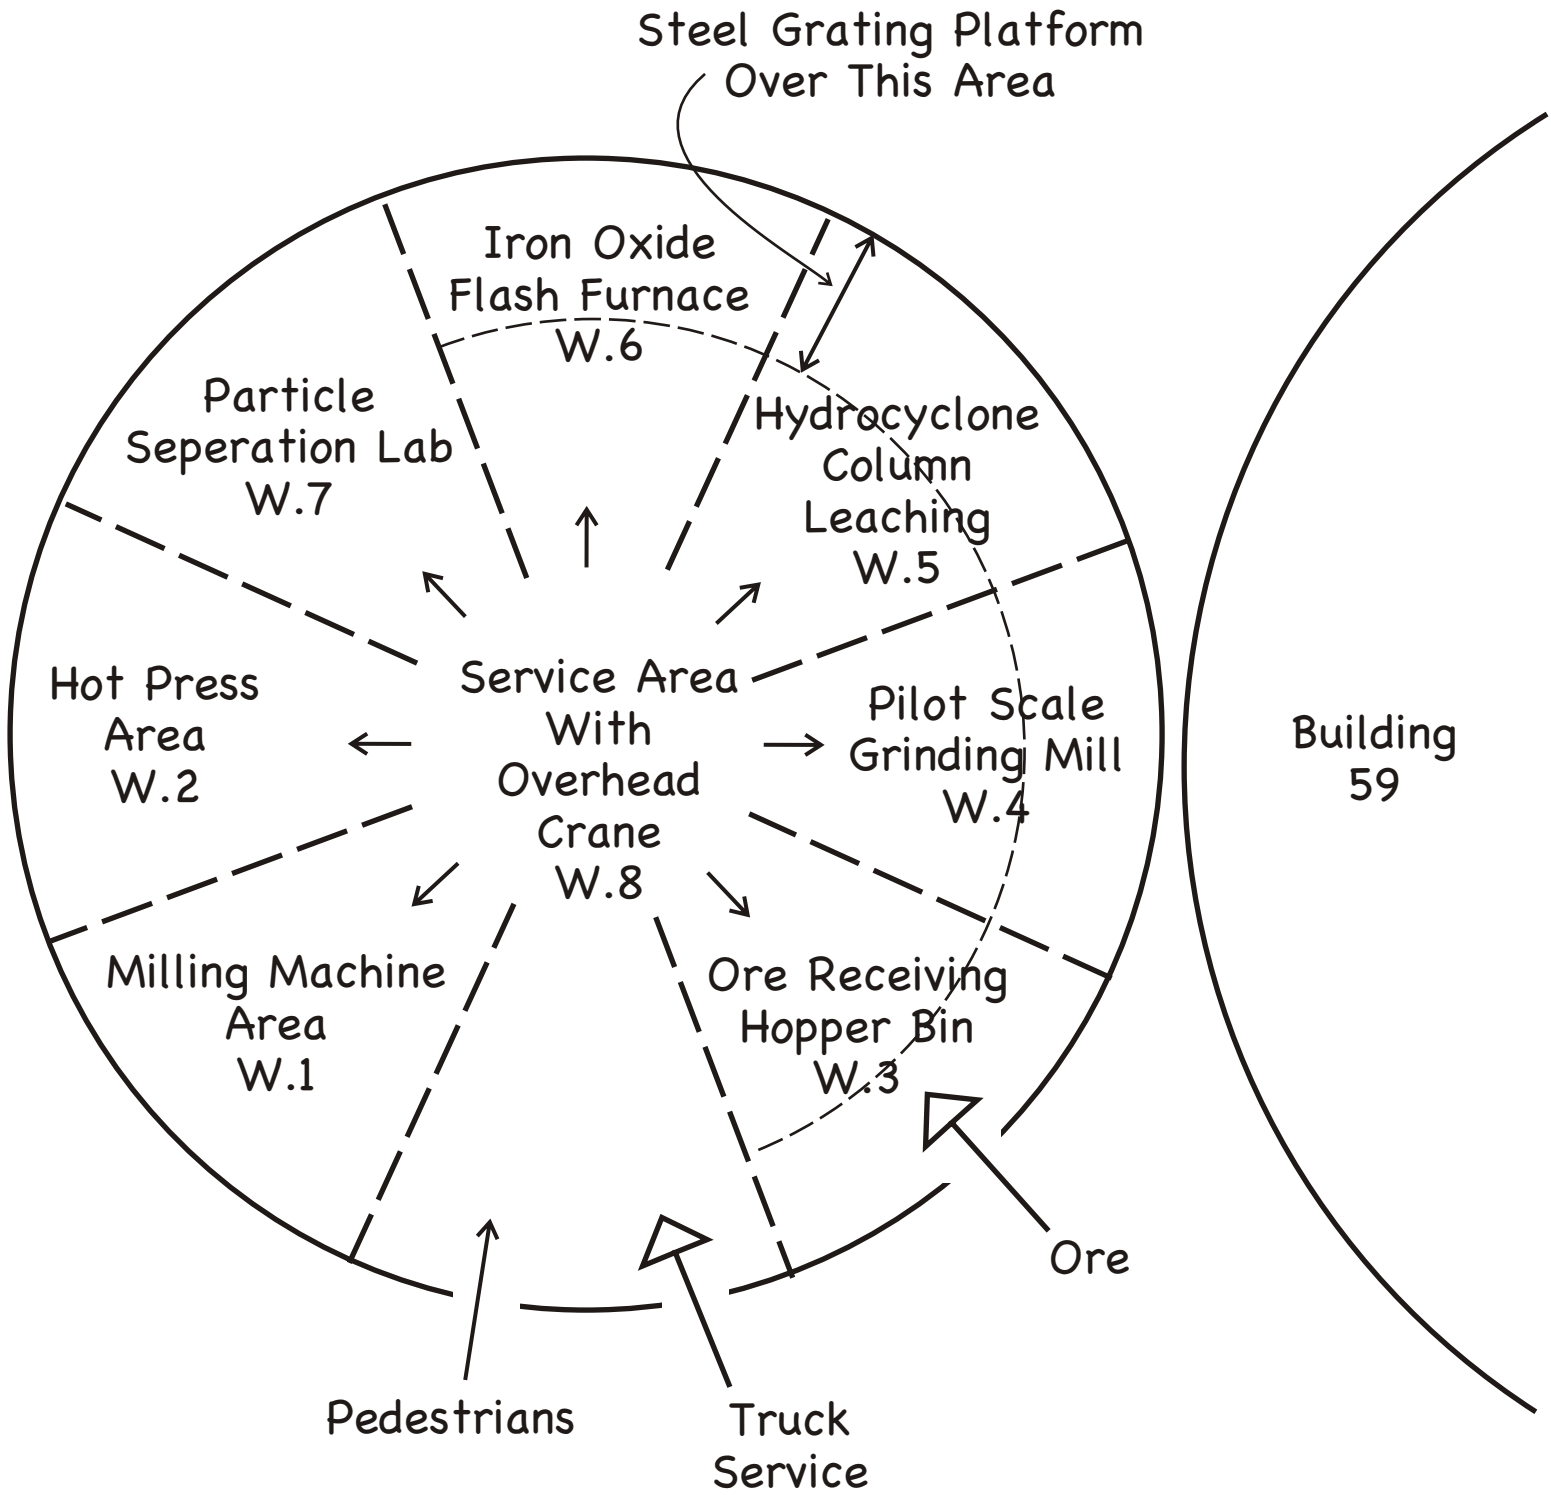 Steel Grating Platform
Over This Area
Iron Oxide
Flash Furnace
W.6
Particle
Seperation Lab
W.7
Hydrocyclone
Column
Leaching
W.5
Hot Press
Area
W.2
Service Area
With
Overhead
Crane
W.8
Pilot Scale
Grinding Mill
W.4
Building
59
Milling Machine
Area
W.1
Ore Receiving
Hopper Bin
W.3
Ore
Pedestrians
Truck
Service